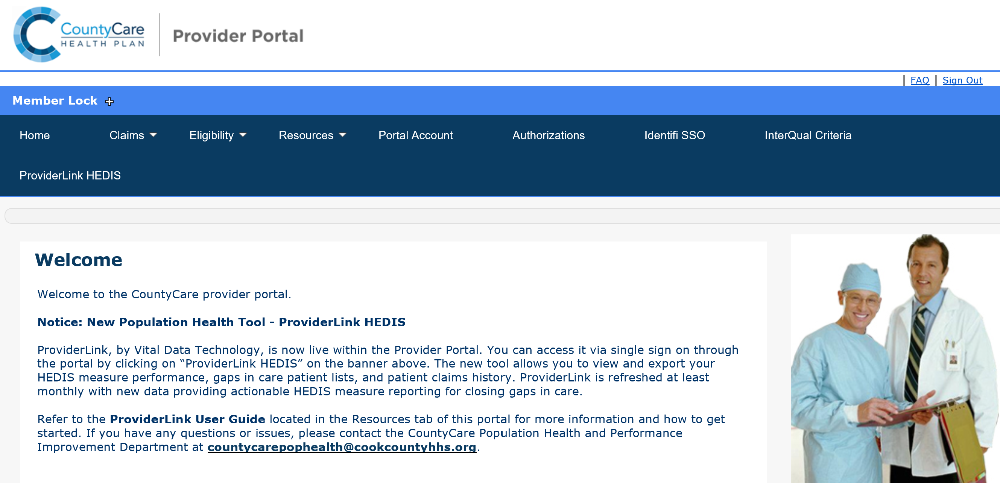 CountyCare
HEALTH PLAN
Provider Portal
FAQ | Sign Out
Member Lock
Home Claims Eligibility Resources Portal Account Authorizations Identifi SSO InterQual Criteria
ProviderLink HEDIS
Welcome
Welcome to the CountyCare provider portal.
Notice: New Population Health Tool - ProviderLink HEDIS
ProviderLink, by Vital Data Technology, is now live within the Provider Portal. You can access it via single sign on through
the portal by clicking on “ProviderLink HEDIS” on the banner above. The new tool allows you to view and export your
HEDIS measure performance, gaps in care patient lists, and patient claims history. ProviderLink is refreshed at least
monthly with new data providing actionable HEDIS measure reporting for closing gaps in care.
Refer to the ProviderLink User Guide located in the Resources tab of this portal for more information and how to get
started. If you have any questions or issues, please contact the CountyCare Population Health and Performance
Improvement Department at countycarepophealth@cookcountyhhs.org.